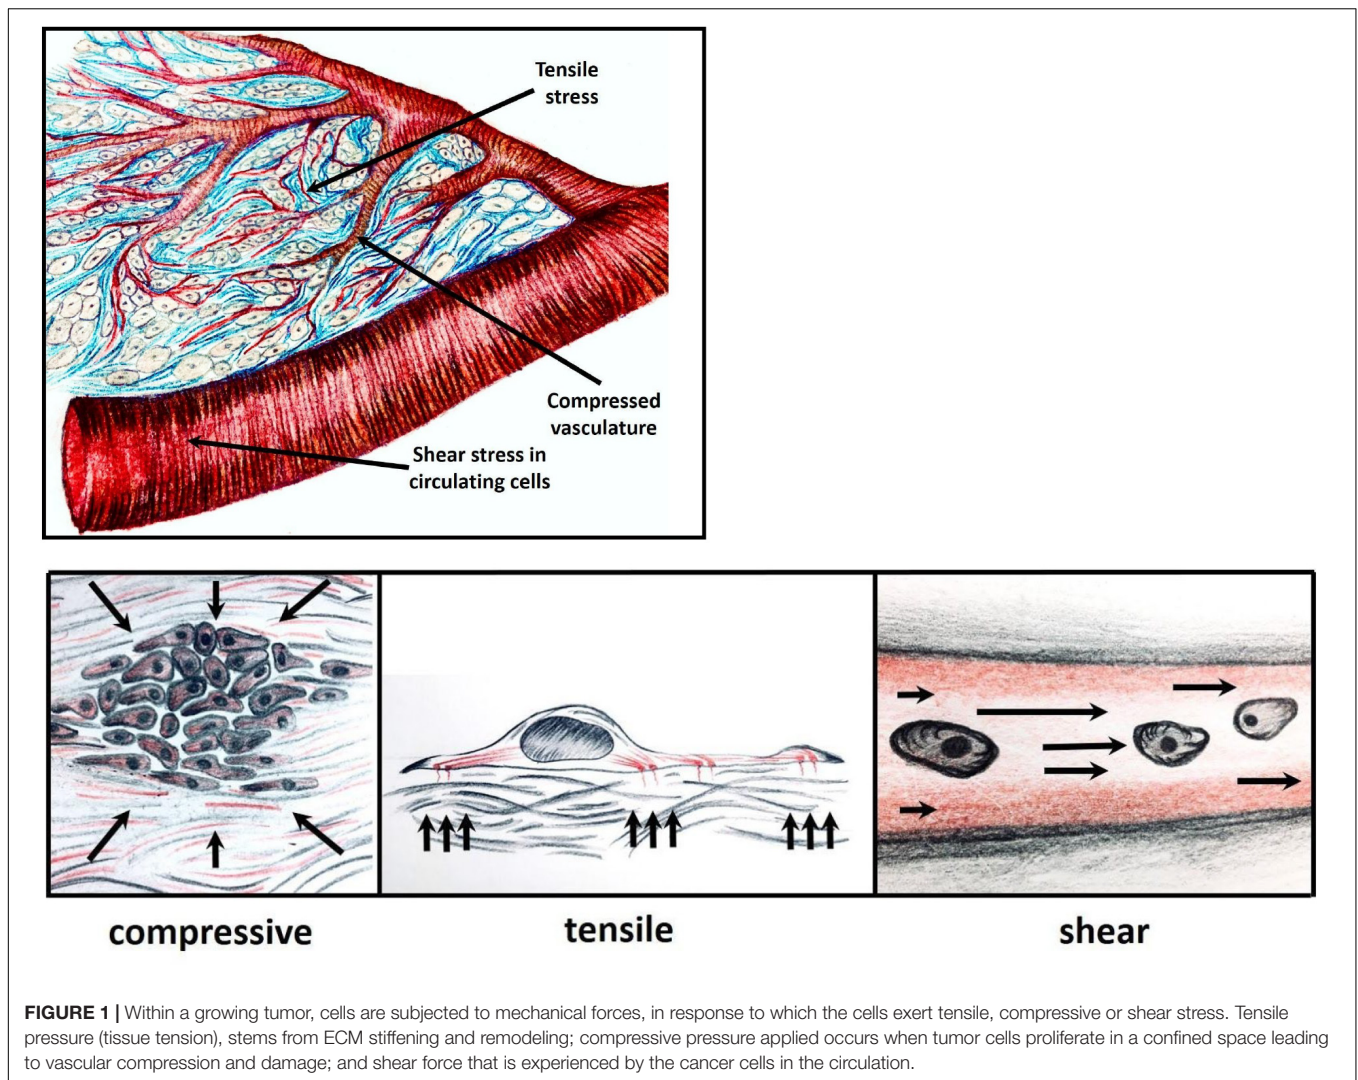 Tensile
stress
Compressed
vasculature
Shear stress in
circulating cells
compressive
tensile
shear
FIGURE 1 | Within a growing tumor, cells are subjected to mechanical forces, in response to which the cells exert tensile, compressive or shear stress. Tensile
pressure (tissue tension), stems from ECM stiffening and remodeling; compressive pressure applied occurs when tumor cells proliferate in a confined space leading
to vascular compression and damage; and shear force that is experienced by the cancer cells in the circulation.